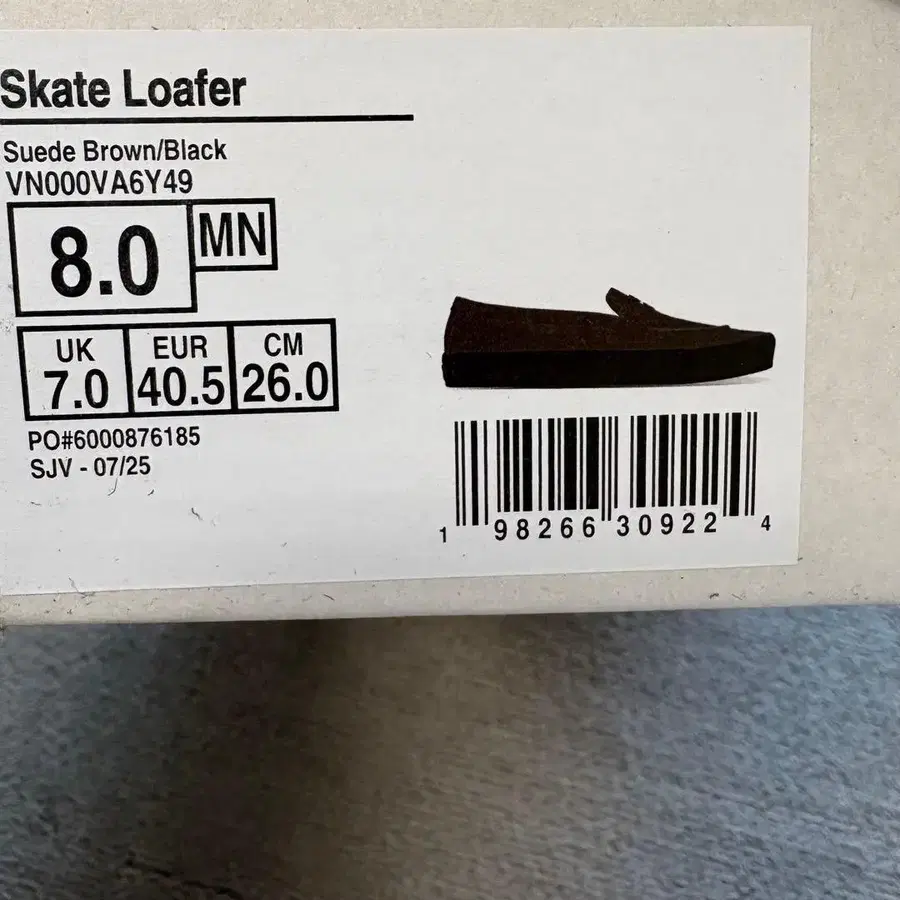 Skate Loafer
Suede Brown/Black
VN000VA6Y49
8.0 MN
UK EUR CM
7.0 40.5 26.0
PO#6000876185
SJV - 07/25
1 98266 30922 4